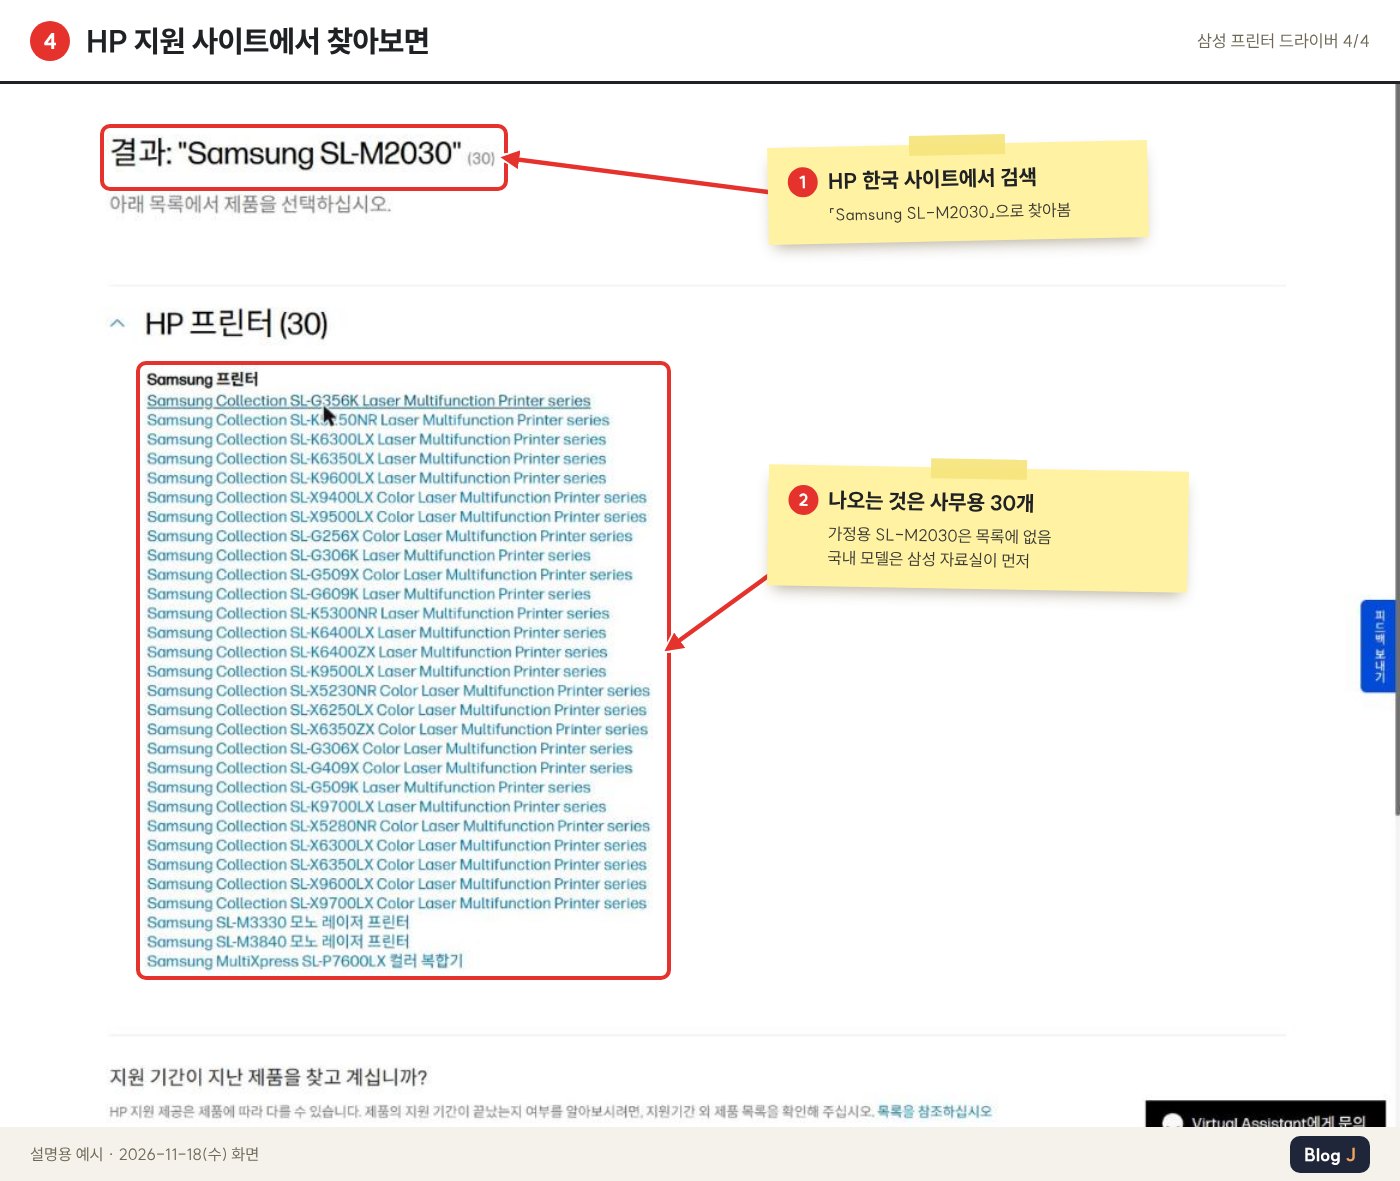 4 HP 지원 사이트에서 찾아보면
삼성 프린터 드라이버 4/4
결과: "Samsung SL-M2030" (30)
아래 목록에서 제품을 선택하십시오.
1 HP 한국 사이트에서 검색
「Samsung SL-M2030」으로 찾아봄
HP 프린터 (30)
Samsung 프린터
Samsung Collection SL-G356K Laser Multifunction Printer series
Samsung Collection 50NR Laser Multifunction Printer series
Samsung Collection SL-K6300LX Laser Multifunction Printer series
Samsung Collection SL-K6350LX Laser Multifunction Printer series
Samsung Collection SL-K9600LX Laser Multifunction Printer series
Samsung Collection SL-X9400LX Color Laser Multifunction Printer series
Samsung Collection SL-X9500LX Color Laser Multifunction Printer series
Samsung Collection SL-G256X Color Laser Multifunction Printer series
Samsung Collection SL-G306K Laser Multifunction Printer series
Samsung Collection SL-G509X Color Laser Multifunction Printer series
Samsung Collection SL-G609K Laser Multifunction Printer series
Samsung Collection SL-K5300NR Laser Multifunction Printer series
Samsung Collection SL-K6400LX Laser Multifunction Printer series
Samsung Collection SL-K6400ZX Laser Multifunction Printer series
Samsung Collection SL-K9500LX Laser Multifunction Printer series
Samsung Collection SL-X5230NR Color Laser Multifunction Printer series
Samsung Collection SL-X6250LX Color Laser Multifunction Printer series
Samsung Collection SL-X6350ZX Color Laser Multifunction Printer series
Samsung Collection SL-G306X Color Laser Multifunction Printer series
Samsung Collection SL-G409X Color Laser Multifunction Printer series
Samsung Collection SL-G509K Laser Multifunction Printer series
Samsung Collection SL-K9700LX Laser Multifunction Printer series
Samsung Collection SL-X5280NR Color Laser Multifunction Printer series
Samsung Collection SL-X6300LX Color Laser Multifunction Printer series
Samsung Collection SL-X6350LX Color Laser Multifunction Printer series
Samsung Collection SL-X9600LX Color Laser Multifunction Printer series
Samsung Collection SL-X9700LX Color Laser Multifunction Printer series
Samsung SL-M3330 모노 레이저 프린터
Samsung SL-M3840 모노 레이저 프린터
Samsung MultiXpress SL-P7600LX 컬러 복합기
2 나오는 것은 사무용 30개
가정용 SL-M2030은 목록에 없음
국내 모델은 삼성 자료실이 먼저
피드백 보내기
지원 기간이 지난 제품을 찾고 계십니까?
HP 지원 제공은 제품에 따라 다를 수 있습니다. 제품의 지원 기간이 끝났는지 여부를 알아보시려면, 지원기간 외 제품 목록을 확인해 주십시오. 목록을 참조하십시오
Virtual Assistant에게 문의
설명용 예시 · 2026-11-18(수) 화면
Blog J